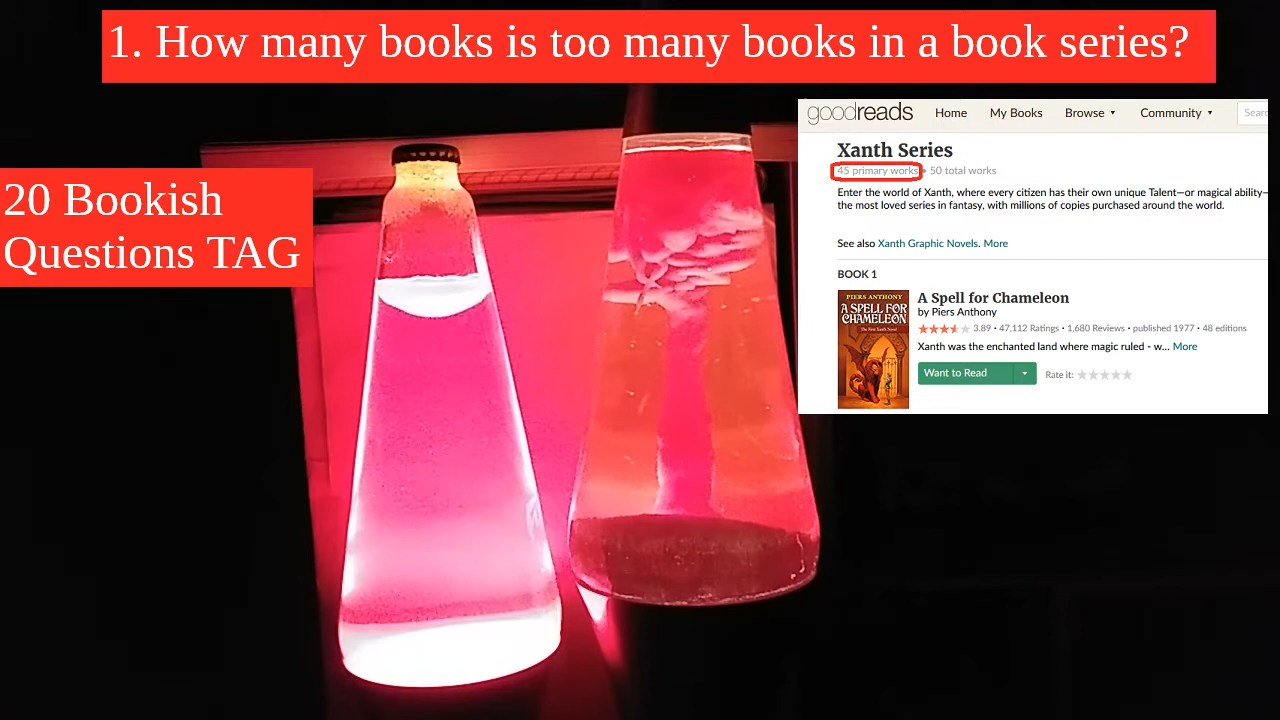 1. How many books is too many books in a book series?
20 Bookish
Questions TAG
goodreads Home My Books Browse Community Searc
Xanth Series
45 primary works • 50 total works
Enter the world of Xanth, where every citizen has their own unique Talent—or magical ability—
the most loved series in fantasy, with millions of copies purchased around the world.
See also Xanth Graphic Novels. More
BOOK 1
PIERS ANTHONY
A SPELL FOR
CHAMELEON
The First Xanth Novel
A Spell for Chameleon
by Piers Anthony
3.89 • 47,112 Ratings • 1,680 Reviews • published 1977 • 48 editions
Xanth was the enchanted land where magic ruled - w... More
Want to Read
Rate it: